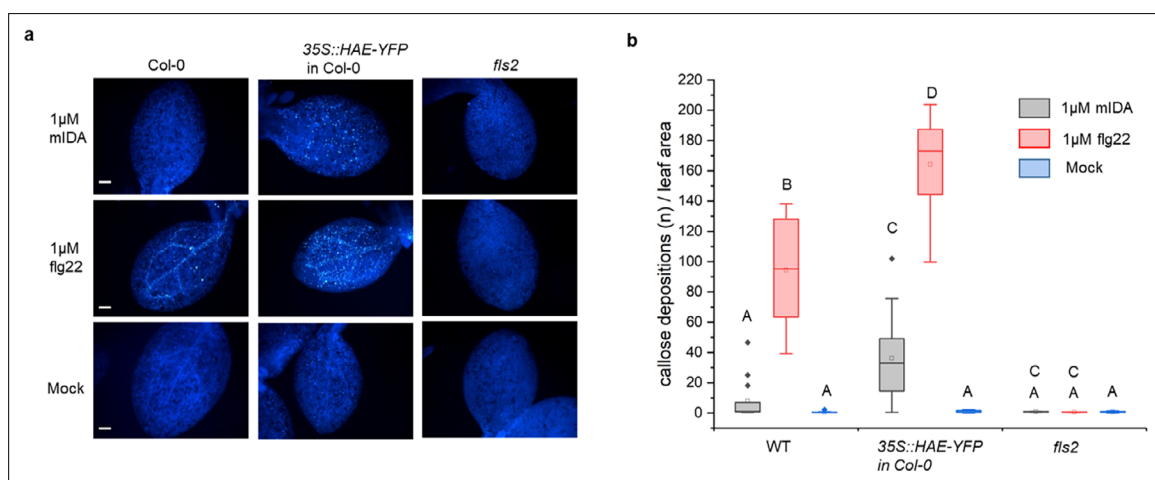 a
Col-0
35S::HAE-YFP
in Col-0
fls2
1µM
mIDA
1µM
flg22
Mock
b
callose depositions (n) / leaf area
220
200
180
160
140
120
100
80
60
40
20
0
A
B
A
C
D
A
C
A
C
A
A
1µM mIDA
1µM flg22
Mock
WT
35S::HAE-YFP
in Col-0
fls2